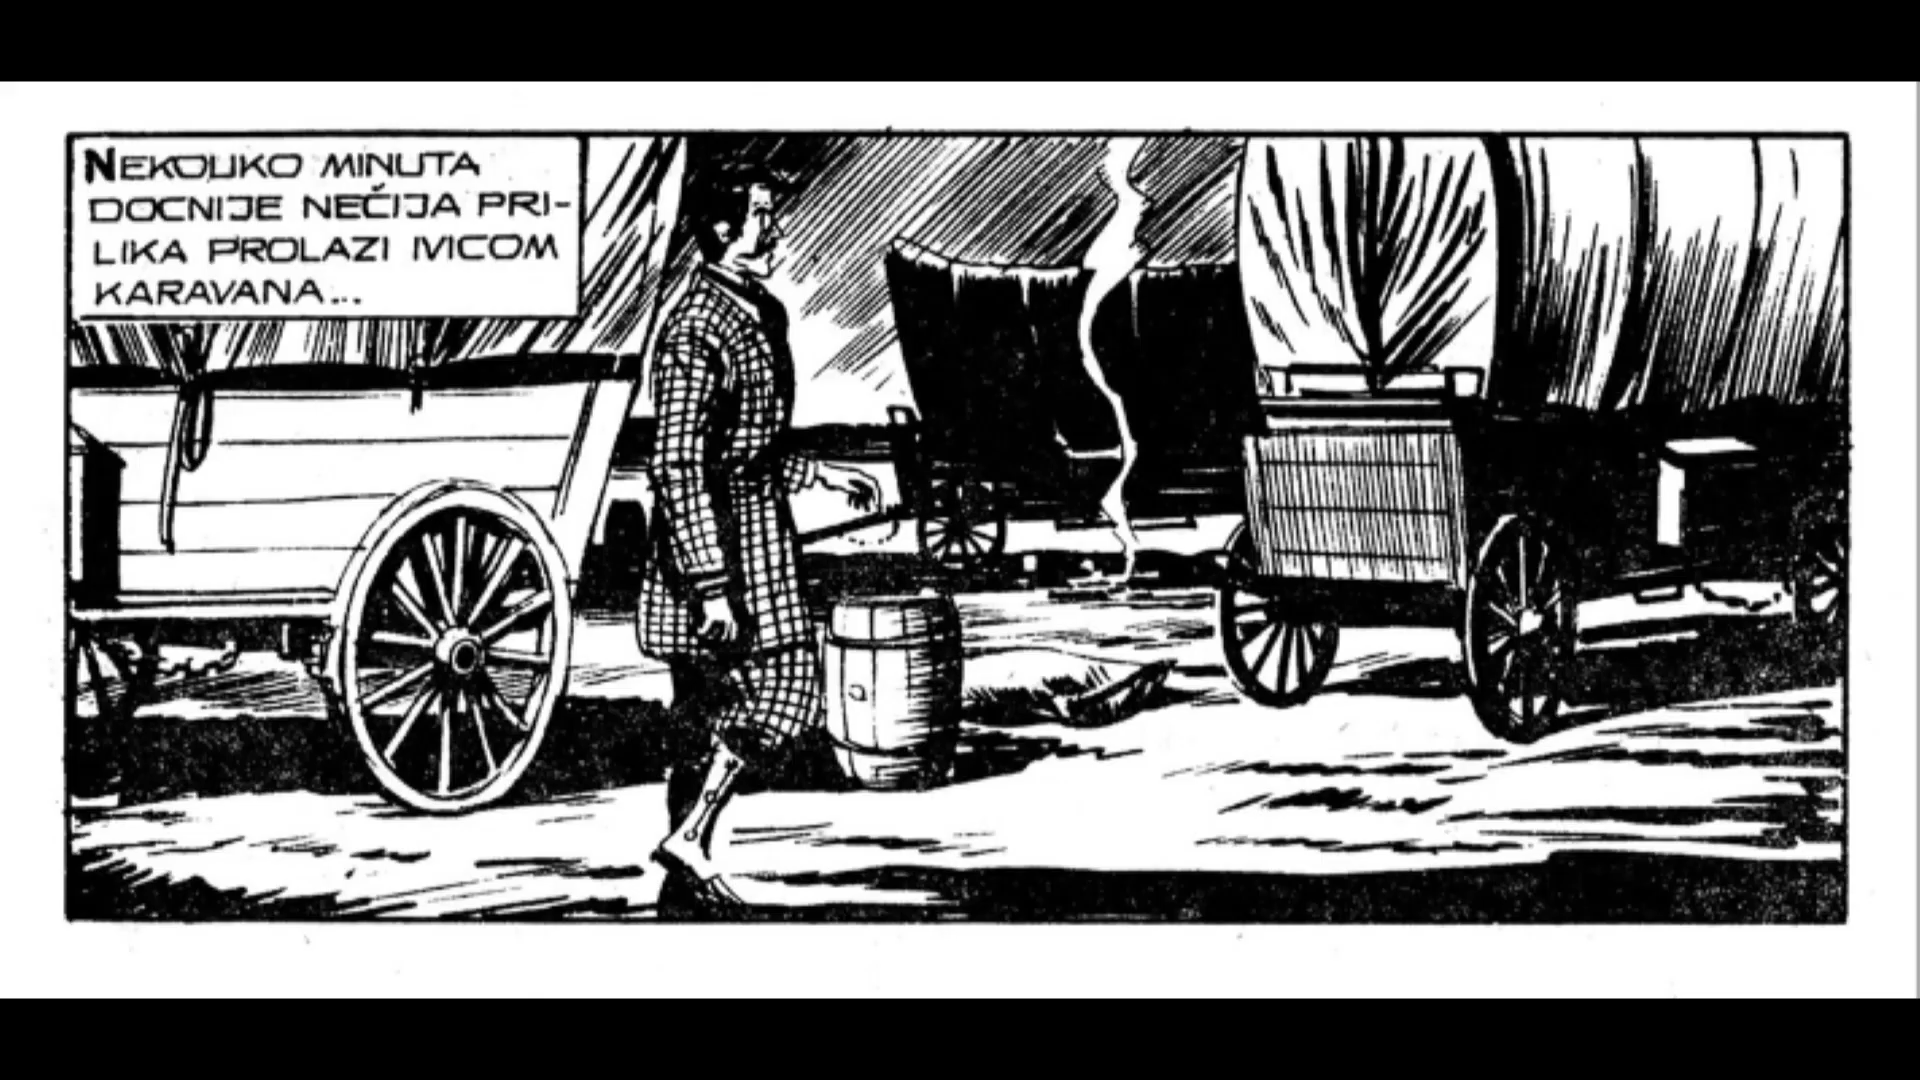 NEKOLIKO MINUTA
DOCNIJE NEČIJA PRI-
LIKA PROLAZI IVICOM
KARAVANA...